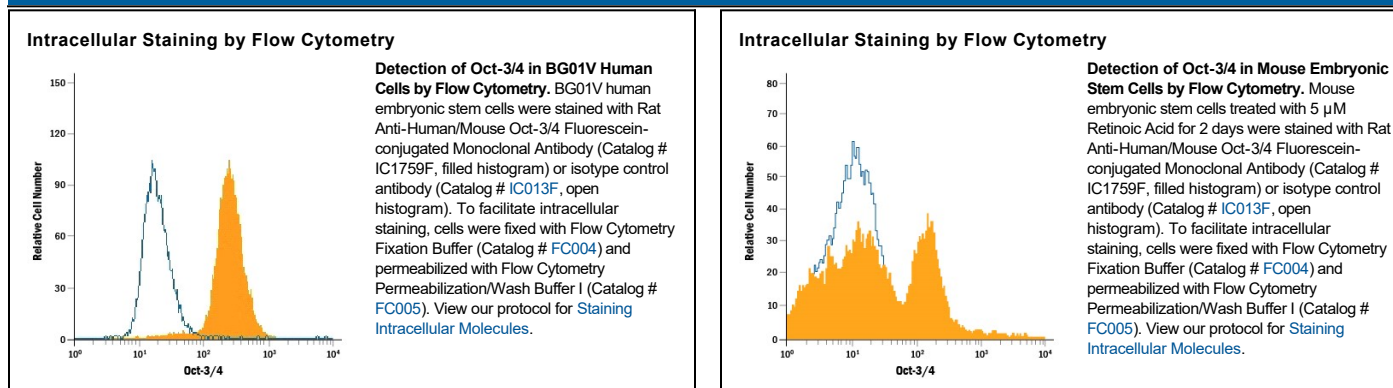 Intracellular Staining by Flow Cytometry
150
120
90
60
30
0
Relative Cell Number
10⁰
10¹
10²
10³
10⁴
Oct-3/4
Detection of Oct-3/4 in BG01V Human
Cells by Flow Cytometry. BG01V human
embryonic stem cells were stained with Rat
Anti-Human/Mouse Oct-3/4 Fluorescein-
conjugated Monoclonal Antibody (Catalog #
IC1759F, filled histogram) or isotype control
antibody (Catalog # IC013F, open
histogram). To facilitate intracellular
staining, cells were fixed with Flow Cytometry
Fixation Buffer (Catalog # FC004) and
permeabilized with Flow Cytometry
Permeabilization/Wash Buffer I (Catalog #
FC005). View our protocol for Staining
Intracellular Molecules.
Intracellular Staining by Flow Cytometry
80
70
60
50
40
30
20
10
0
Relative Cell Number
10⁰
10¹
10²
10³
10⁴
Oct-3/4
Detection of Oct-3/4 in Mouse Embryonic
Stem Cells by Flow Cytometry. Mouse
embryonic stem cells treated with 5 µM
Retinoic Acid for 2 days were stained with Rat
Anti-Human/Mouse Oct-3/4 Fluorescein-
conjugated Monoclonal Antibody (Catalog #
IC1759F, filled histogram) or isotype control
antibody (Catalog # IC013F, open
histogram). To facilitate intracellular
staining, cells were fixed with Flow Cytometry
Fixation Buffer (Catalog # FC004) and
permeabilized with Flow Cytometry
Permeabilization/Wash Buffer I (Catalog #
FC005). View our protocol for Staining
Intracellular Molecules.